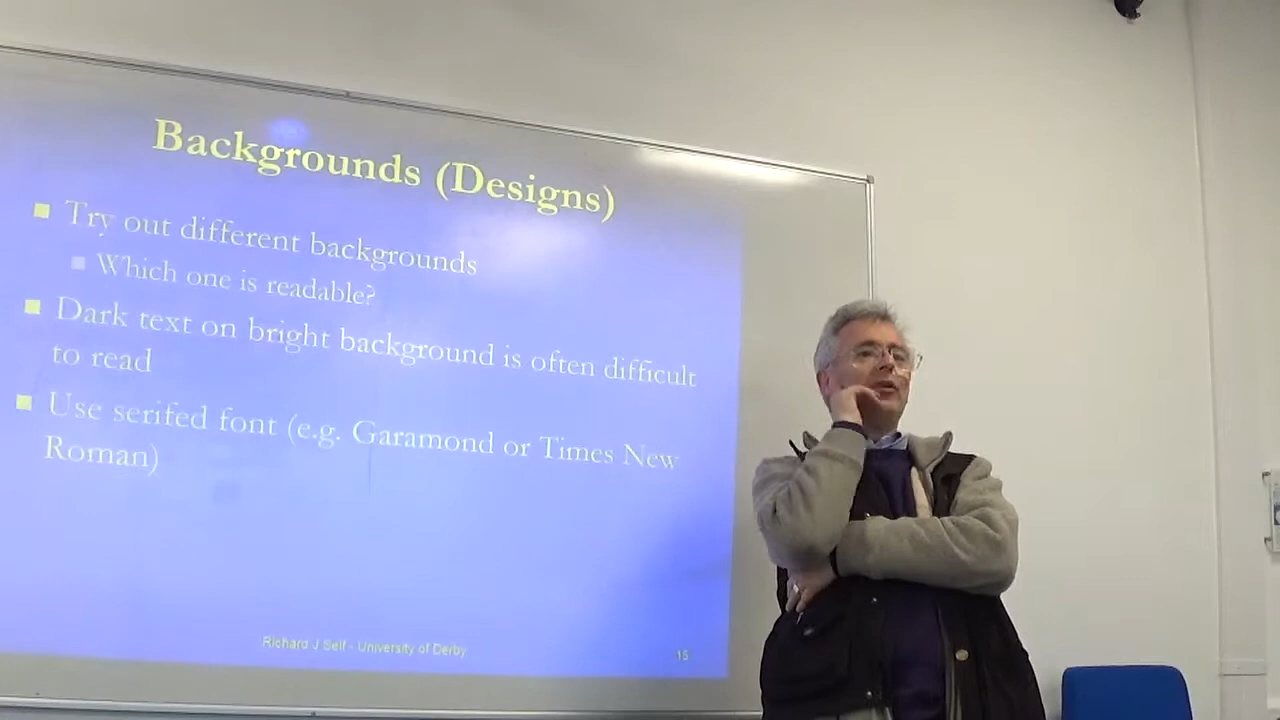 Backgrounds (Designs)
Try out different backgrounds
Which one is readable?
Dark text on bright background is often difficult
to read
Use serifed font (e.g. Garamond or Times New
Roman)
Richard J Self - University of Derby
15